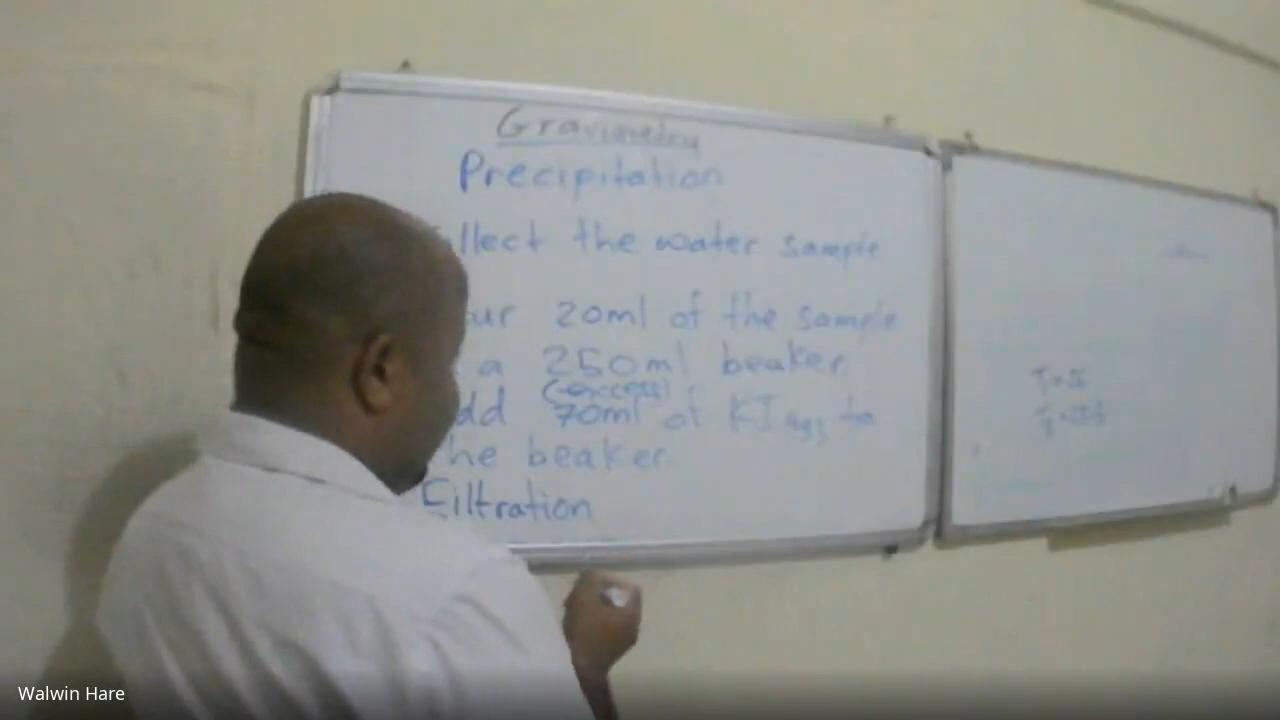 Gravimetry
Precipitation
llect the water sample
ur 20ml of the sample
a 250ml beaker
(excess)
dd 70ml of KI(aq) to
he beaker
Filtration
Walwin Hare